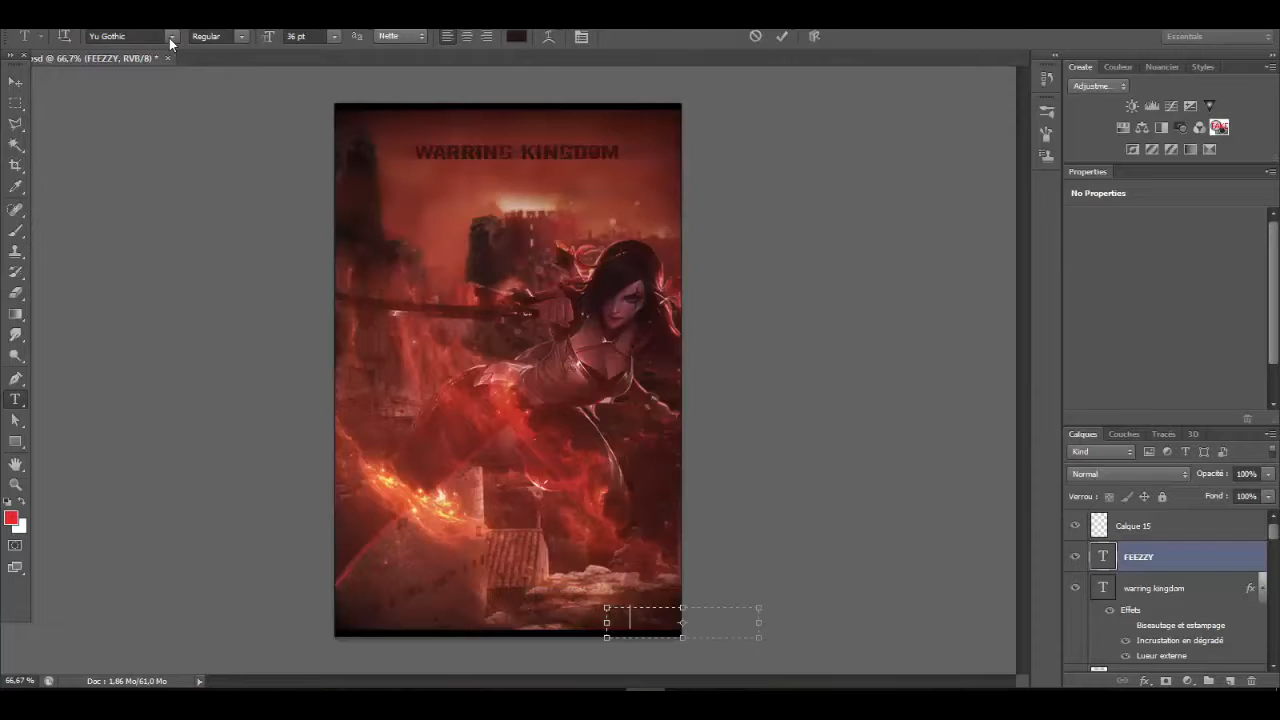 Yu Gothic Regular 36 pt Nette Essentials
psd @ 66,7% (FEEZZY, RVB/8) *
Create Couleur Nuancier Styles
Adjustme...
WARRING KINGDOM
Properties
No Properties
Calques Couches Tracés 3D
Kind
Normal Opacité : 100%
Verrou : Fond : 100%
Calque 15
T FEEZZY
T warring kingdom fx
Effets
Biseautage et estampage
Incrustation en dégradé
Lueur externe
66,67 % Doc : 1,86 Mo/61,0 Mo